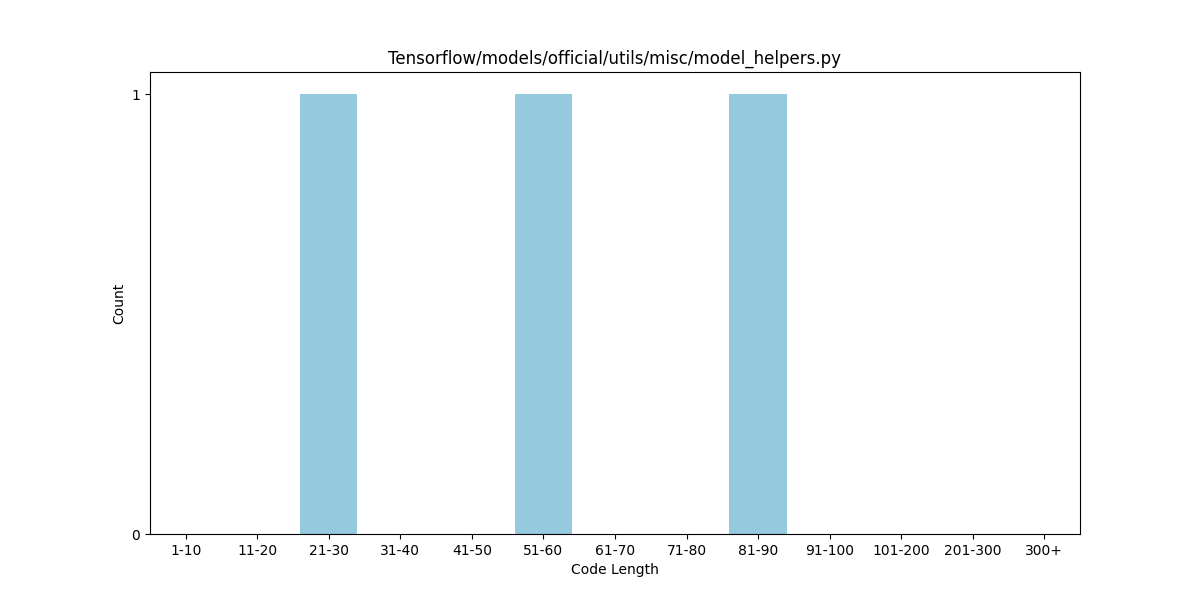 Tensorflow/models/official/utils/misc/model_helpers.py
1
Count
0
1-10 11-20 21-30 31-40 41-50 51-60 61-70 71-80 81-90 91-100 101-200 201-300 300+
Code Length